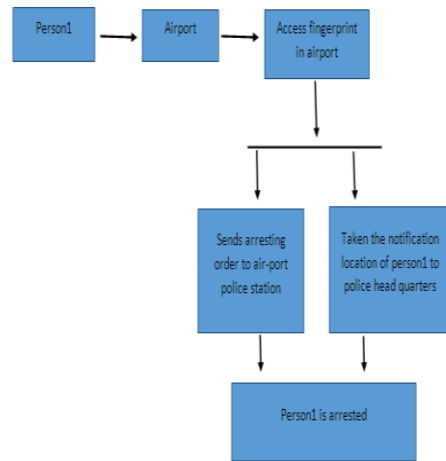 Person1
Airport
Access fingerprint
in airport
Sends arresting
order to air-port
police station
Taken the notification
location of person1 to
police head quarters
Person1 is arrested